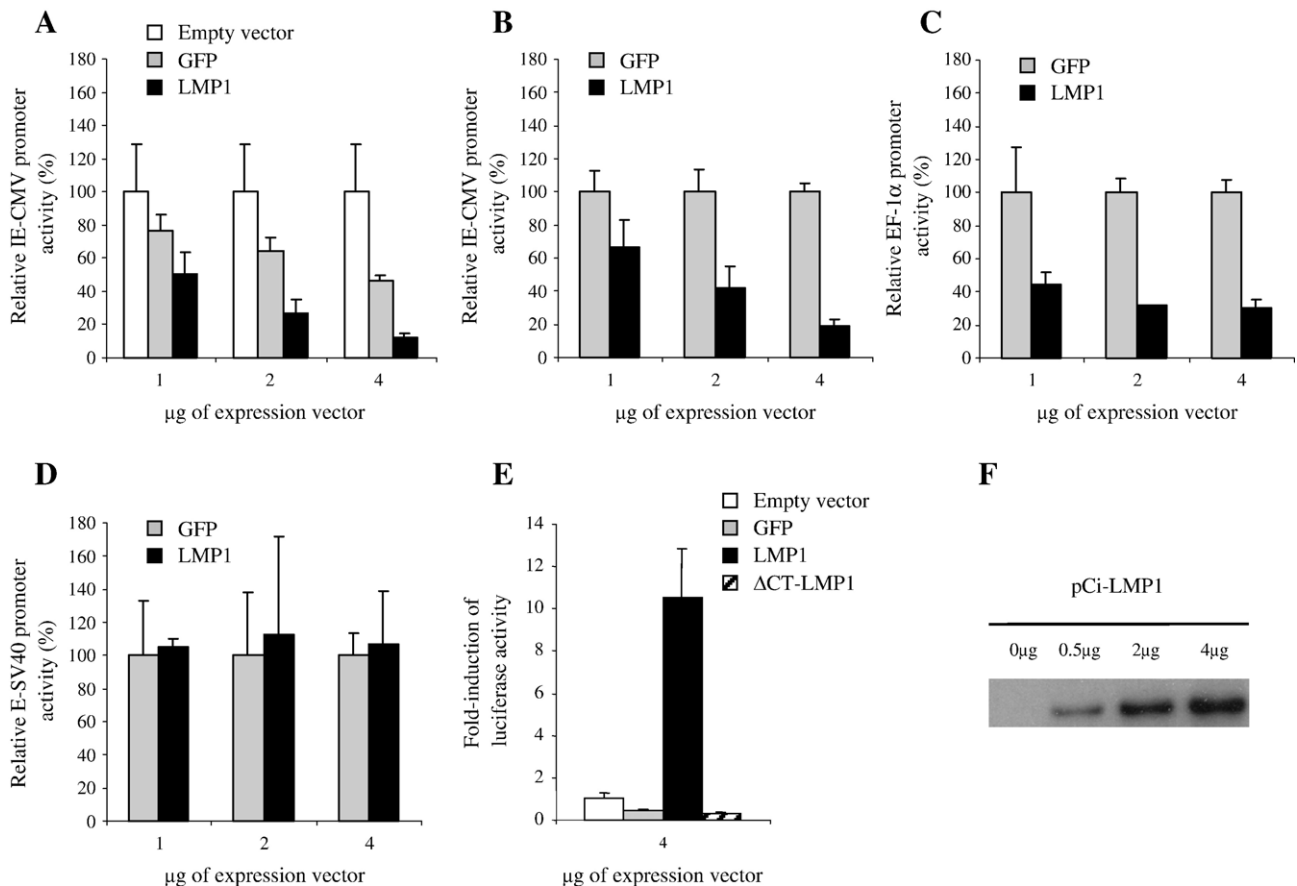 A
Empty vector
GFP
LMP1
Relative IE-CMV promoter
activity (%)
180
160
140
120
100
80
60
40
20
0
1
2
4
µg of expression vector
B
GFP
LMP1
Relative IE-CMV promoter
activity (%)
180
160
140
120
100
80
60
40
20
0
1
2
4
µg of expression vector
C
GFP
LMP1
Relative EF-1α promoter
activity (%)
180
160
140
120
100
80
60
40
20
0
1
2
4
µg of expression vector
D
GFP
LMP1
Relative E-SV40 promoter
activity (%)
180
160
140
120
100
80
60
40
20
0
1
2
4
µg of expression vector
E
Empty vector
GFP
LMP1
ΔCT-LMP1
Fold-induction of
luciferase activity
14
12
10
8
6
4
2
0
4
µg of expression vector
F
pCi-LMP1
0µg 0.5µg 2µg 4µg